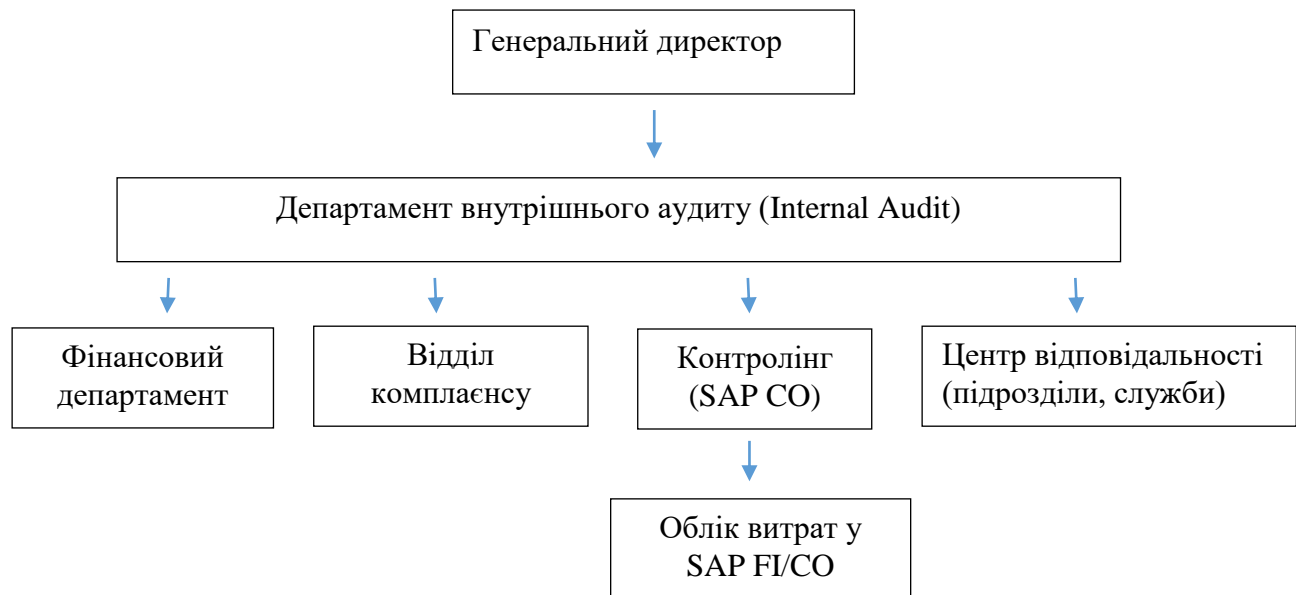 Генеральний директор
Департамент внутрішнього аудиту (Internal Audit)
Фінансовий
департамент
Відділ
комплаєнсу
Контролінг
(SAP CO)
Центр відповідальності
(підрозділи, служби)
Облік витрат у
SAP FI/CO